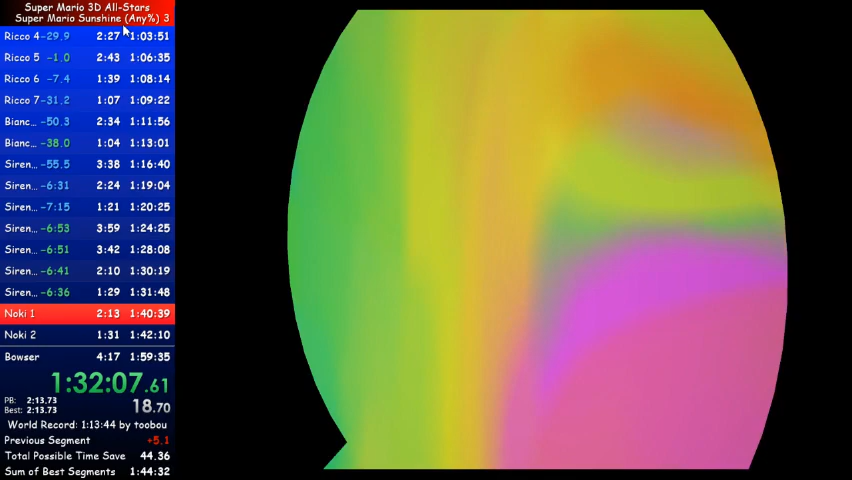 Super Mario 3D All-Stars
Super Mario Sunshine (Any%) 3
Ricco 4 -29.9 2:27 1:03:51
Ricco 5 -1.0 2:43 1:06:35
Ricco 6 -7.4 1:39 1:08:14
Ricco 7 -31.2 1:07 1:09:22
Bianc... -50.3 2:34 1:11:56
Bianc... -38.0 1:04 1:13:01
Siren... -55.5 3:38 1:16:40
Siren... -6:31 2:24 1:19:04
Siren... -7:15 1:21 1:20:25
Siren... -6:53 3:59 1:24:25
Siren... -6:51 3:42 1:28:08
Siren... -6:41 2:10 1:30:19
Siren... -6:36 1:29 1:31:48
Noki 1 2:13 1:40:39
Noki 2 1:31 1:42:10
Bowser 4:17 1:59:35
1:32:07.61
PB: 2:13.73
Best: 2:13.73
18.70
World Record: 1:13:44 by toobou
Previous Segment +5.1
Total Possible Time Save 44.36
Sum of Best Segments 1:44:32